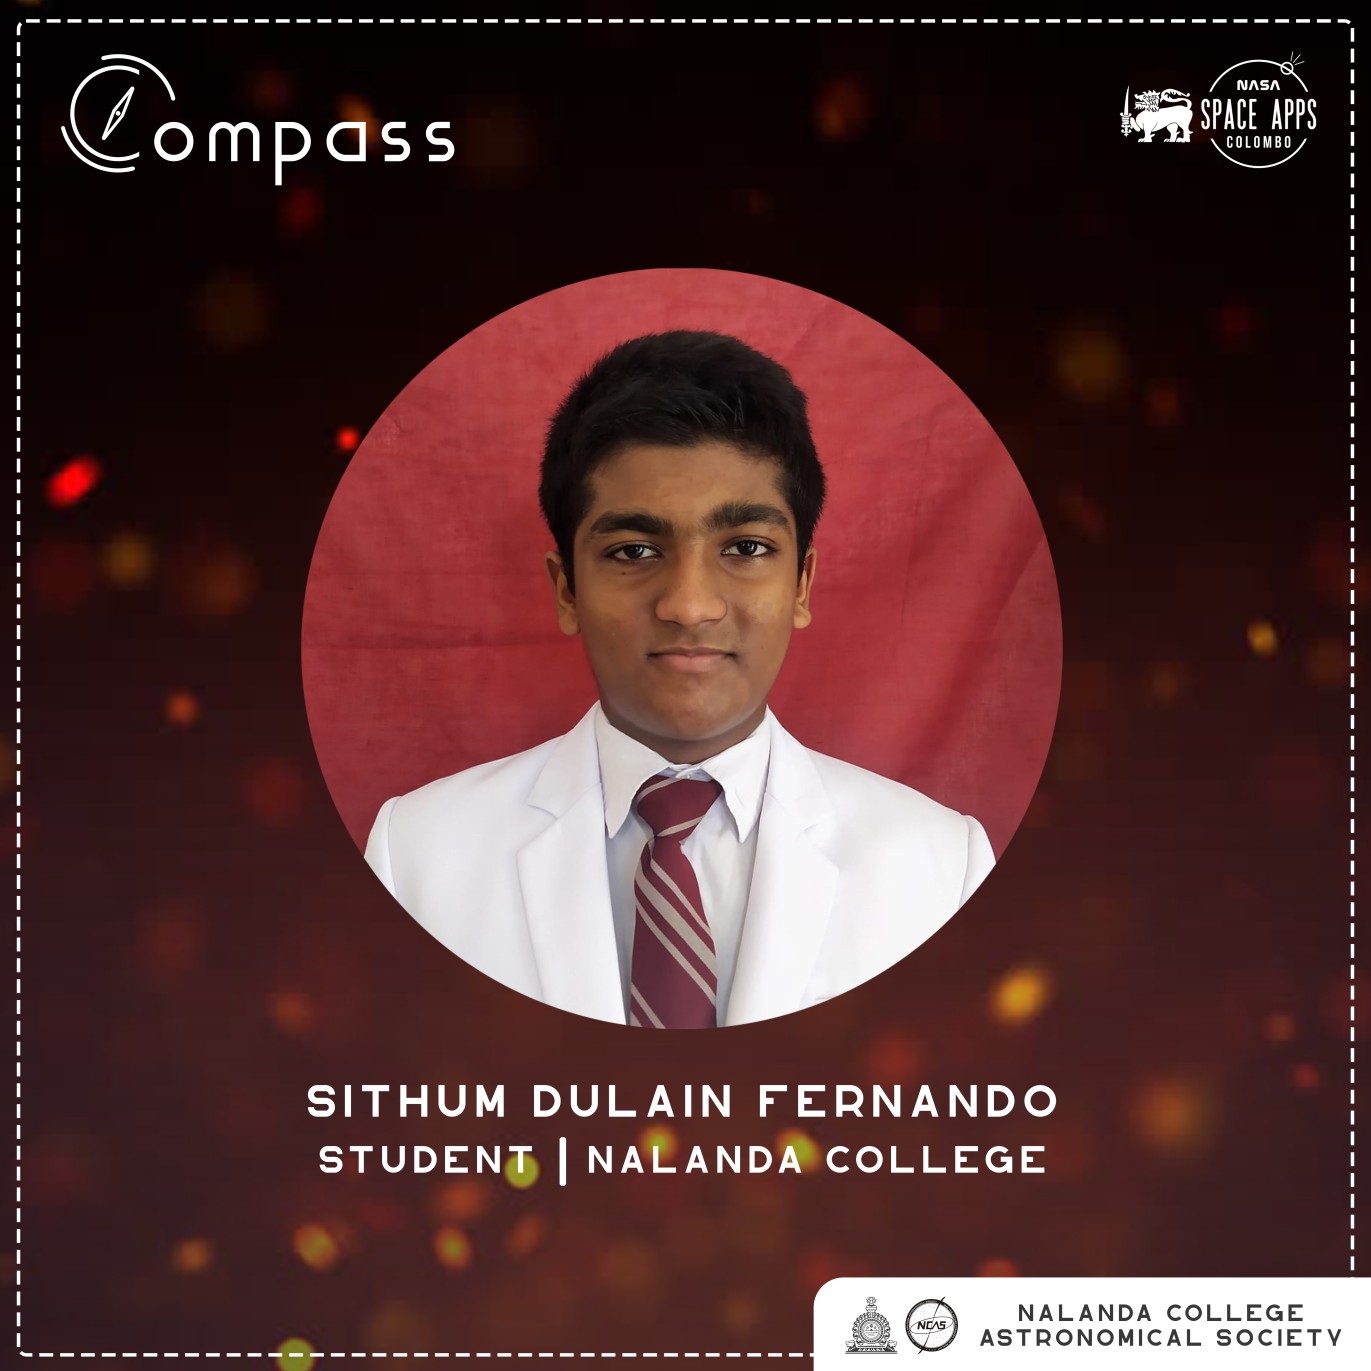 Compass
NASA
SPACE APPS
COLOMBO
SITHUM DULAIN FERNANDO
STUDENT | NALANDA COLLEGE
NCAS
NALANDA COLLEGE
ASTRONOMICAL SOCIETY